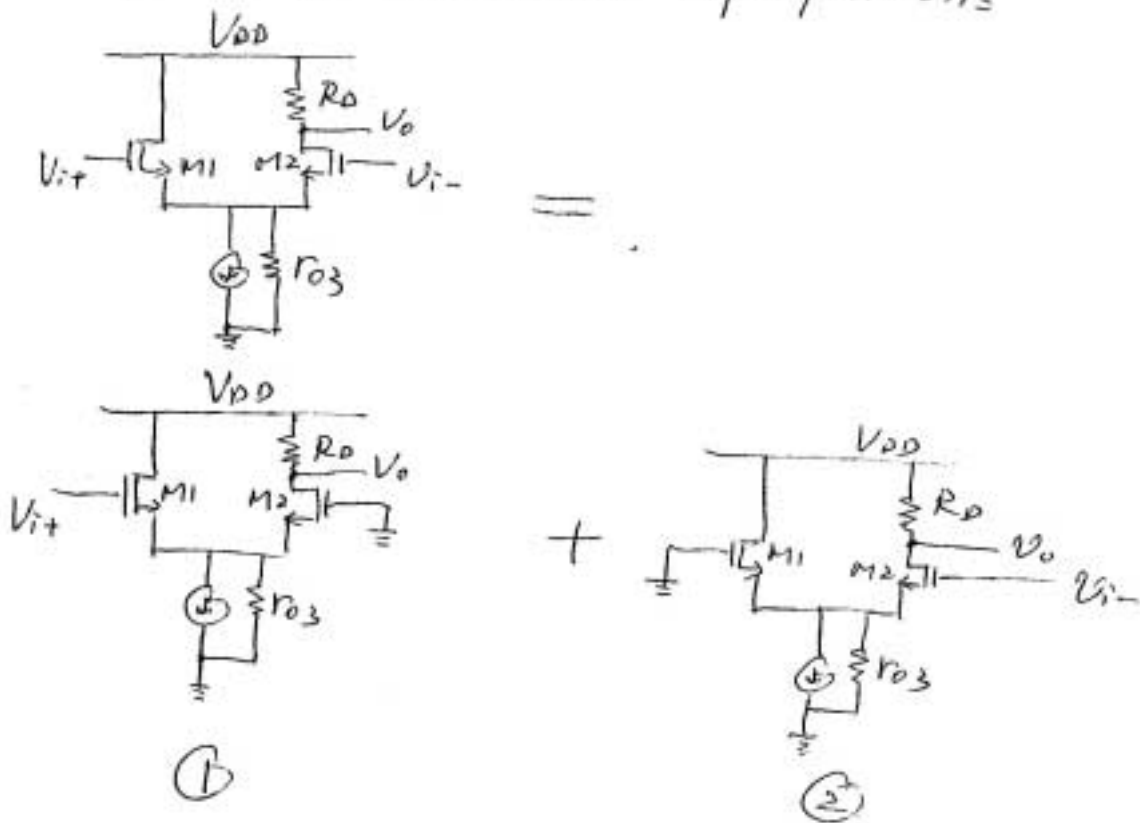 VDD
RD
Vo
Vi+ M1 M2 Vi-
=
ro3
VDD
RD Vo
Vi+ M1 M2
ro3
①
+
VDD
RD
M1 M2 vo
vi-
ro3
②